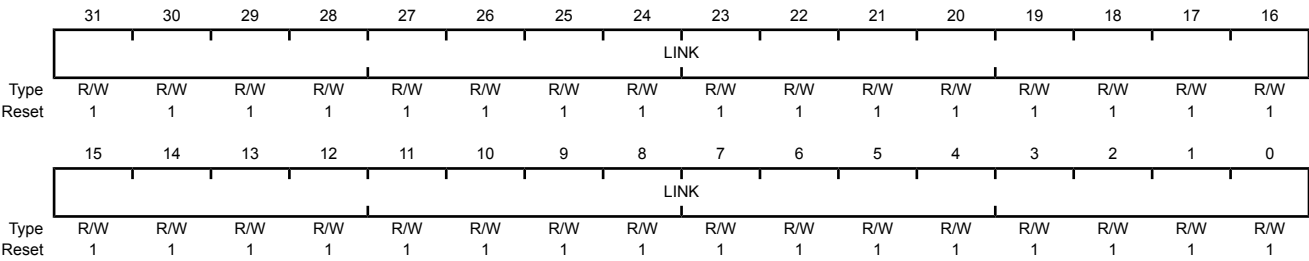 31 30 29 28 27 26 25 24 23 22 21 20 19 18 17 16
LINK
Type R/W R/W R/W R/W R/W R/W R/W R/W R/W R/W R/W R/W R/W R/W R/W R/W
Reset 1 1 1 1 1 1 1 1 1 1 1 1 1 1 1 1
15 14 13 12 11 10 9 8 7 6 5 4 3 2 1 0
LINK
Type R/W R/W R/W R/W R/W R/W R/W R/W R/W R/W R/W R/W R/W R/W R/W R/W
Reset 1 1 1 1 1 1 1 1 1 1 1 1 1 1 1 1